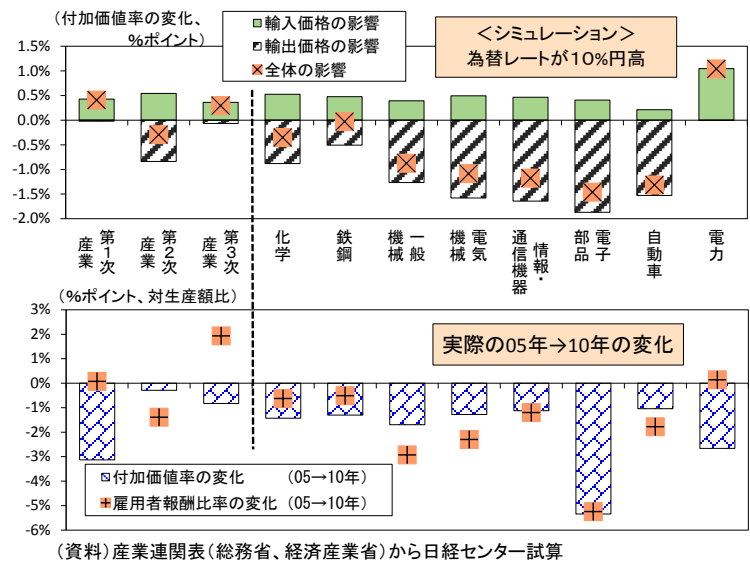 (付加価値率の変化、
%ポイント)
輸入価格の影響
輸出価格の影響
全体の影響
<シミュレーション>
為替レートが10%円高
1.5%
1.0%
0.5%
0.0%
-0.5%
-1.0%
-1.5%
-2.0%
第1次産業
第2次産業
第3次産業
化学
鉄鋼
一般機械
電気機械
情報・通信機器
電子部品
自動車
電力
(%ポイント、対生産額比)
3%
2%
1%
0%
-1%
-2%
-3%
-4%
-5%
-6%
実際の05年→10年の変化
付加価値率の変化 (05→10年)
雇用者報酬比率の変化 (05→10年)
(資料)産業連関表(総務省、経済産業省)から日経センター試算